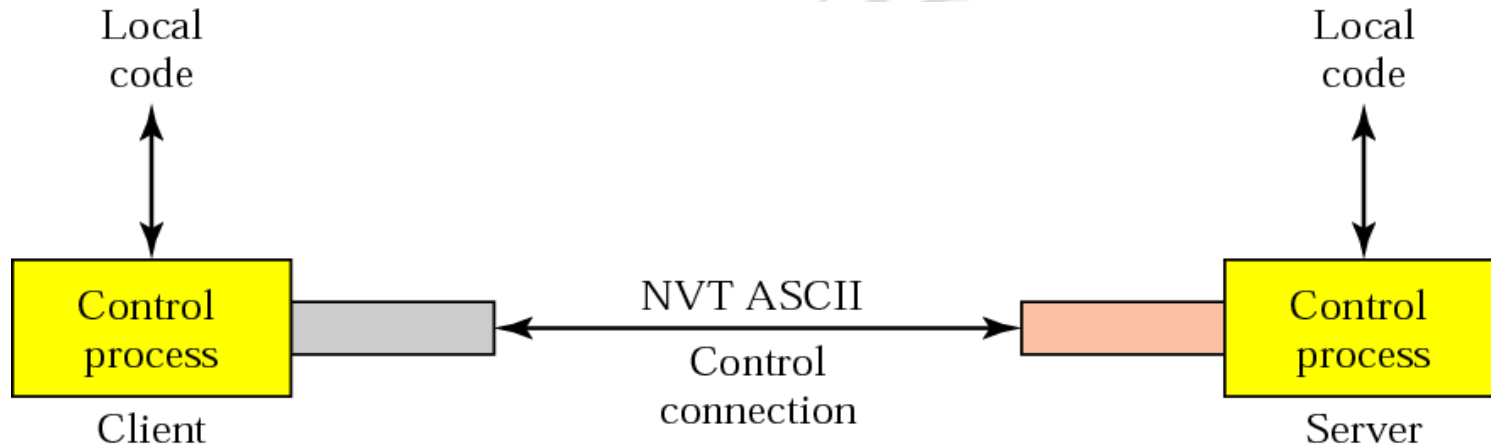 Local
code
Local
code
Control
process
NVT ASCII
Control
connection
Control
process
Client
Server